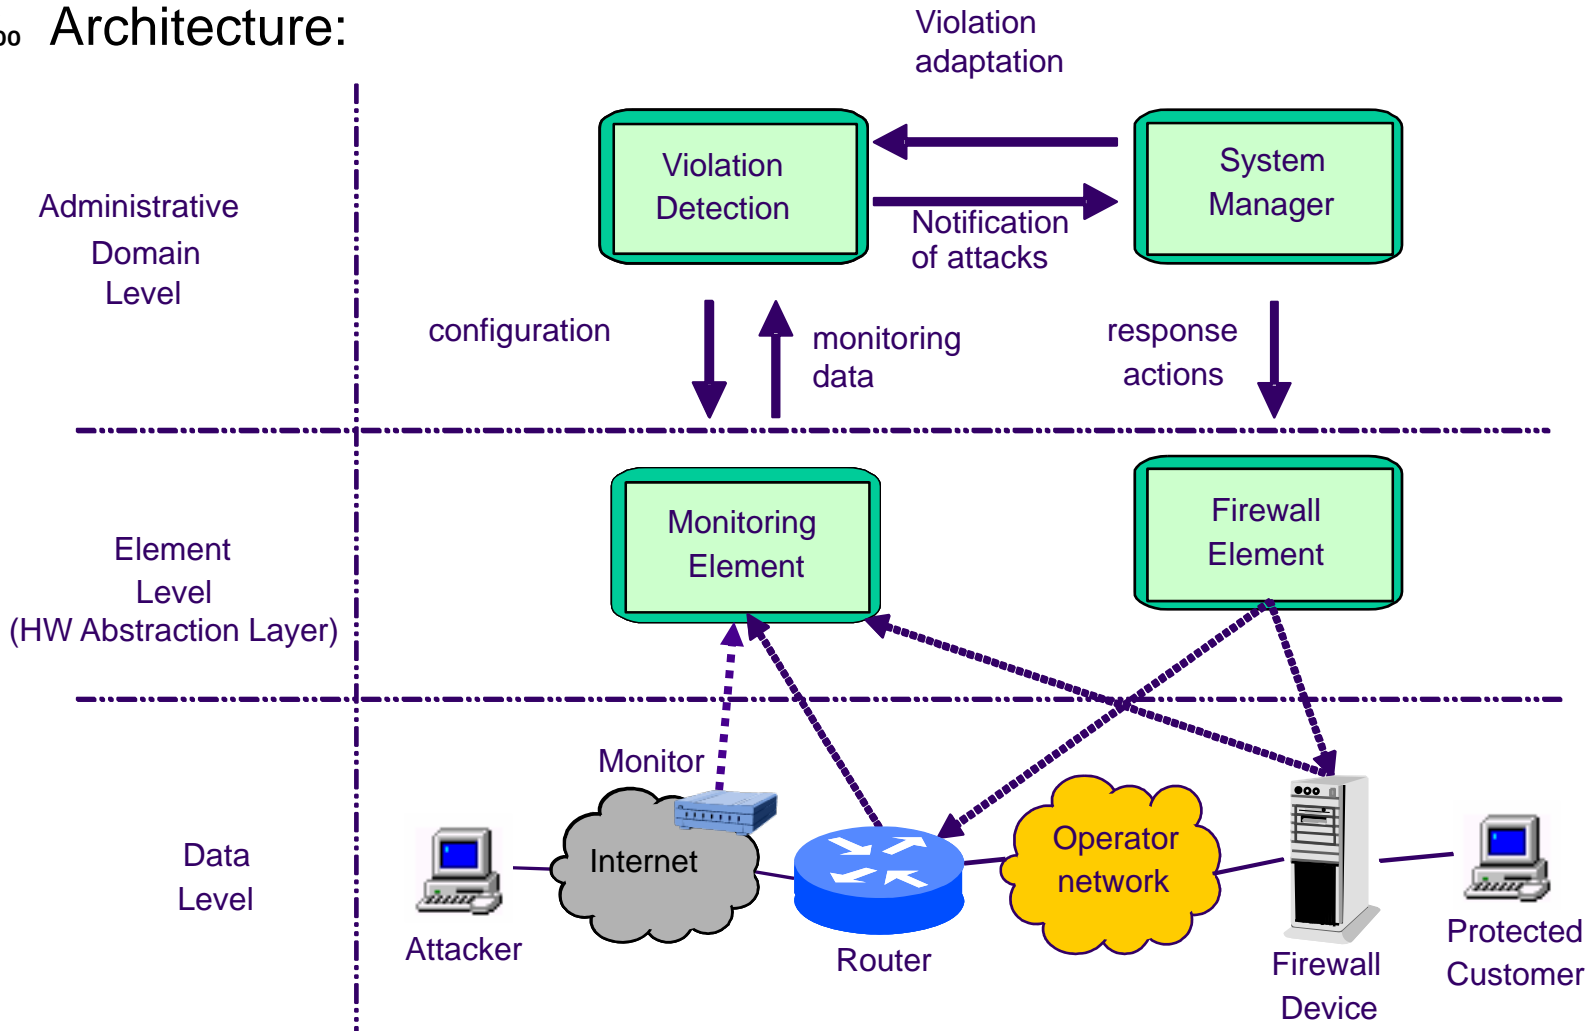 Architecture:
Violation
adaptation
Violation
Detection
System
Manager
Notification
of attacks
Administrative
Domain
Level
configuration
monitoring
data
response
actions
Monitoring
Element
Firewall
Element
Element
Level
(HW Abstraction Layer)
Monitor
Internet
Operator
network
Data
Level
Attacker
Router
Firewall
Device
Protected
Customer